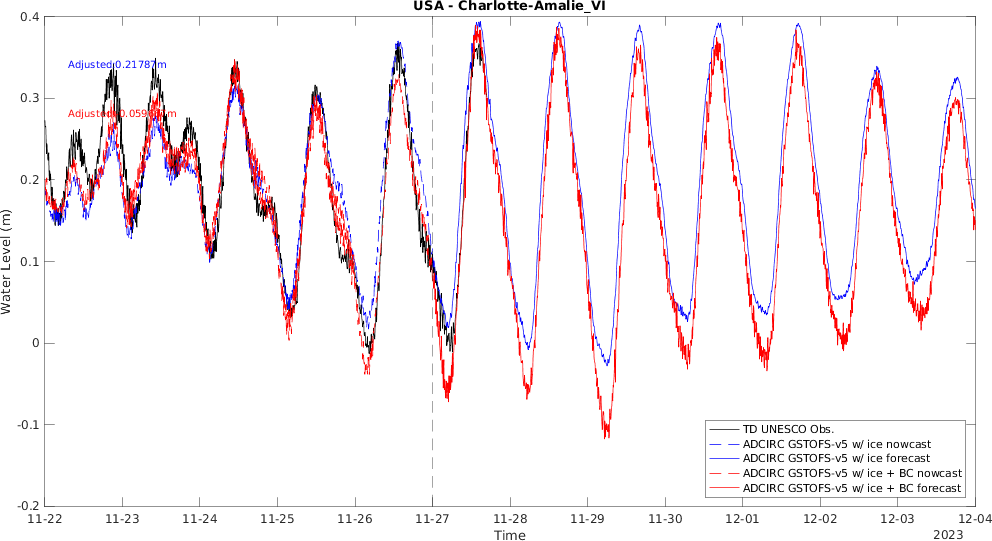 USA - Charlotte-Amalie_VI
0.4
0.3
0.2
0.1
0
-0.1
-0.2
Water Level (m)
Adjusted 0.21787m
Adjusted
TD UNESCO Obs.
ADCIRC GSTOFS-v5 w/ ice nowcast
ADCIRC GSTOFS-v5 w/ ice forecast
ADCIRC GSTOFS-v5 w/ ice + BC nowcast
ADCIRC GSTOFS-v5 w/ ice + BC forecast
11-22 11-23 11-24 11-25 11-26 11-27 11-28 11-29 11-30 12-01 12-02 12-03 12-04
Time
2023